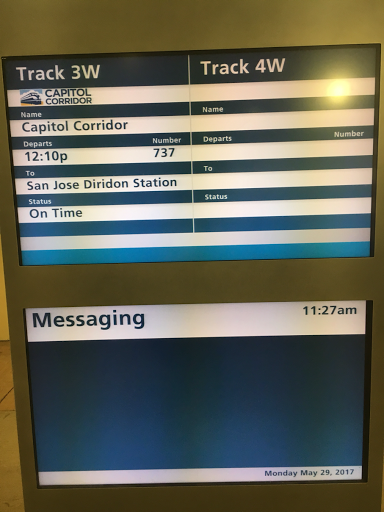 Track 3W
CAPITOL
CORRIDOR
Name
Capitol Corridor
Departs Number
12:10p 737
To
San Jose Diridon Station
Status
On Time
Track 4W
Name
Departs Number
To
Status
Messaging 11:27am
Monday May 29, 2017